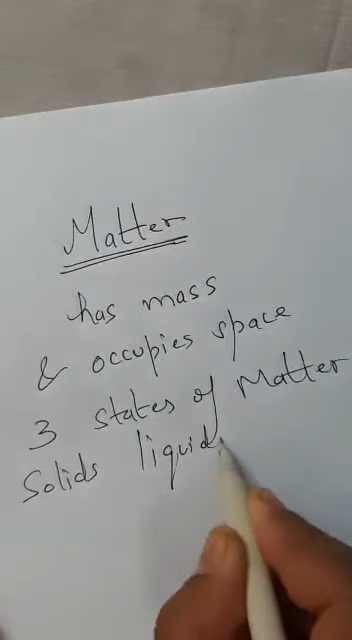 Matter
has mass
& occupies space
3 states of Matter
Solids liquid